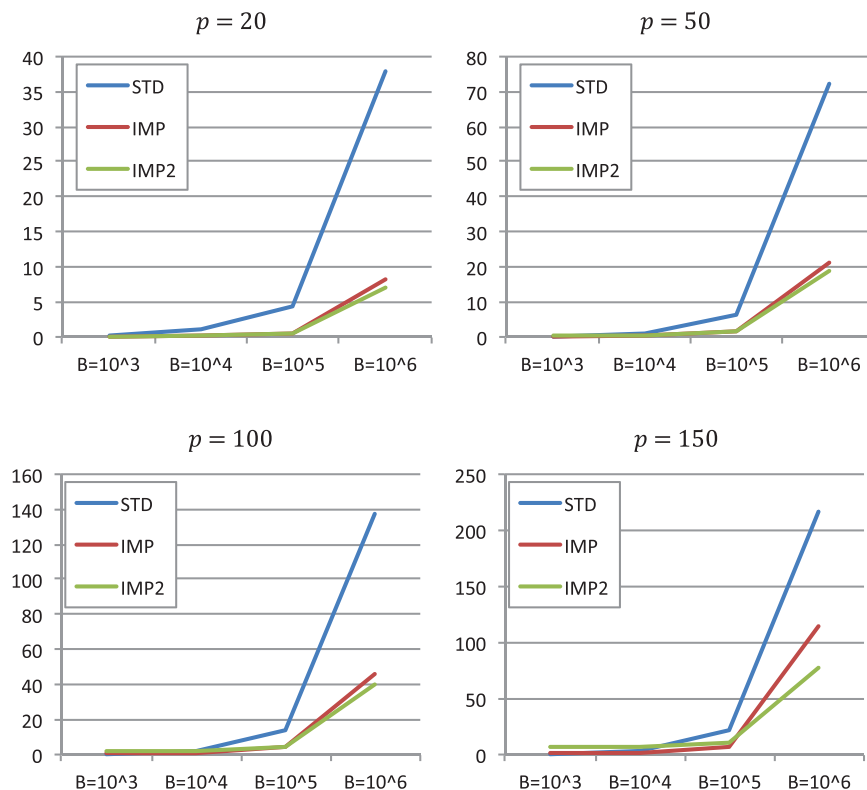 p = 20
40
35
30
25
20
15
10
5
0
STD
IMP
IMP2
B=10^3 B=10^4 B=10^5 B=10^6
p = 50
80
70
60
50
40
30
20
10
0
STD
IMP
IMP2
B=10^3 B=10^4 B=10^5 B=10^6
p = 100
160
140
120
100
80
60
40
20
0
STD
IMP
IMP2
B=10^3 B=10^4 B=10^5 B=10^6
p = 150
250
200
150
100
50
0
STD
IMP
IMP2
B=10^3 B=10^4 B=10^5 B=10^6